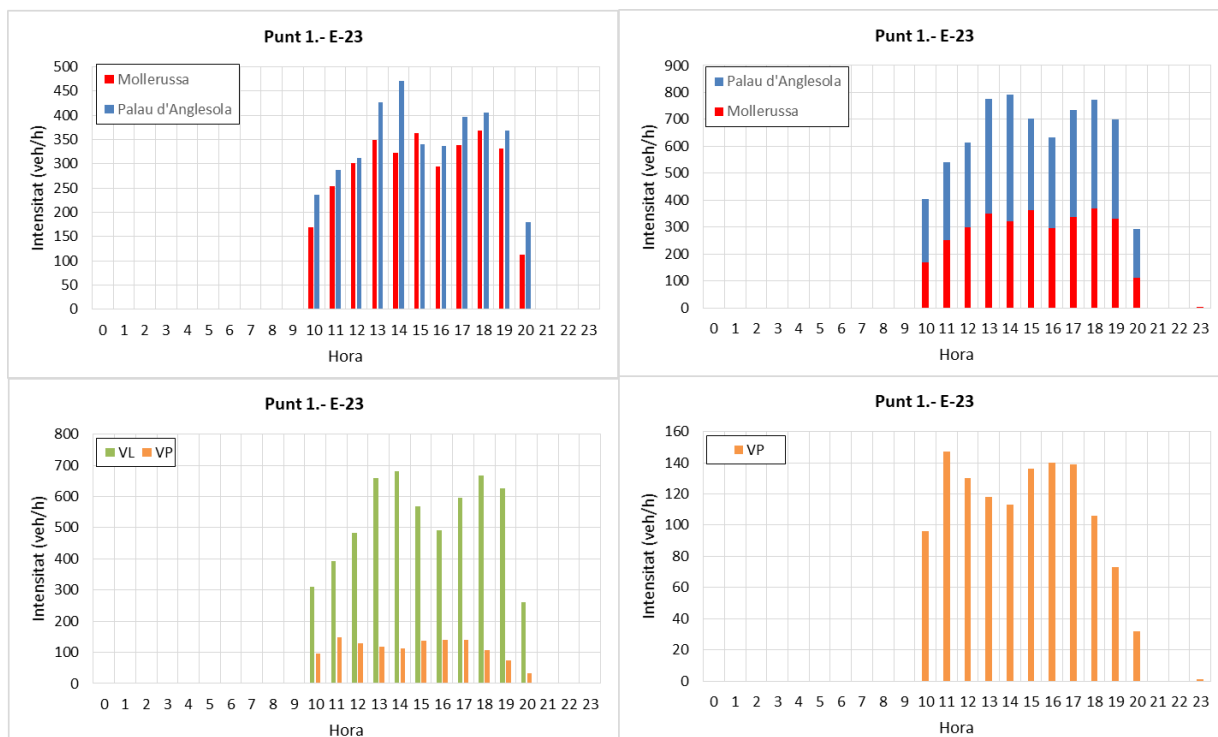 Punt 1.- E-23
Intensitat (veh/h)
500
450
400
350
300
250
200
150
100
50
0
Mollerussa
Palau d'Anglesola
0 1 2 3 4 5 6 7 8 9 10 11 12 13 14 15 16 17 18 19 20 21 22 23
Hora
Punt 1.- E-23
Intensitat (veh/h)
900
800
700
600
500
400
300
200
100
0
Palau d'Anglesola
Mollerussa
0 1 2 3 4 5 6 7 8 9 10 11 12 13 14 15 16 17 18 19 20 21 22 23
Hora
Punt 1.- E-23
Intensitat (veh/h)
800
700
600
500
400
300
200
100
0
VL VP
0 1 2 3 4 5 6 7 8 9 10 11 12 13 14 15 16 17 18 19 20 21 22 23
Hora
Punt 1.- E-23
Intensitat (veh/h)
160
140
120
100
80
60
40
20
0
VP
0 1 2 3 4 5 6 7 8 9 10 11 12 13 14 15 16 17 18 19 20 21 22 23
Hora